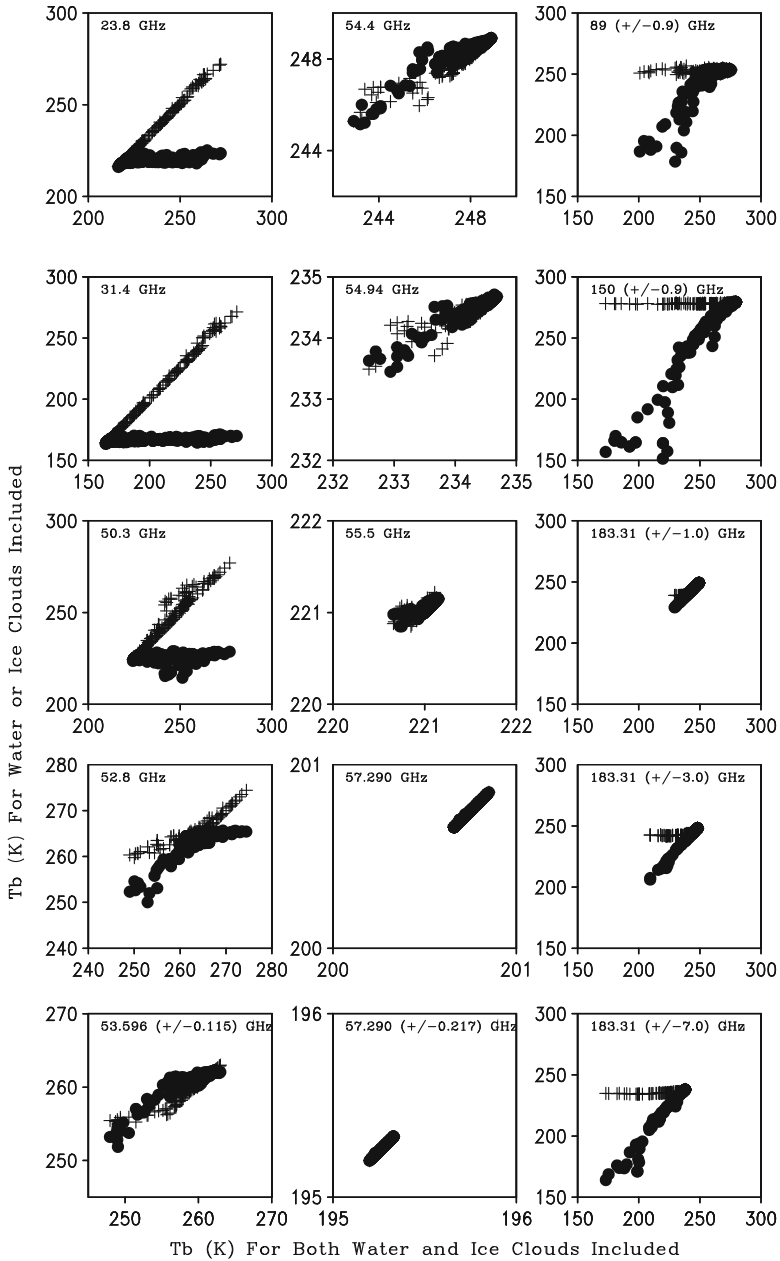 23.8 GHz
300
250
200
200 250 300
54.4 GHz
248
244
244 248
89 (+/−0.9) GHz
300
250
200
150
150 200 250 300
31.4 GHz
300
250
200
150
150 200 250 300
54.94 GHz
235
234
233
232
232 233 234 235
150 (+/−0.9) GHz
300
250
200
150
150 200 250 300
50.3 GHz
300
250
200
200 250 300
55.5 GHz
222
221
220
220 221 222
183.31 (+/−1.0) GHz
300
250
200
150
150 200 250 300
52.8 GHz
280
270
260
250
240
240 250 260 270 280
57.290 GHz
201
200
200 201
183.31 (+/−3.0) GHz
300
250
200
150
150 200 250 300
53.596 (+/−0.115) GHz
270
260
250
250 260 270
57.290 (+/−0.217) GHz
196
195
195 196
183.31 (+/−7.0) GHz
300
250
200
150
150 200 250 300
Tb (K) For Water or Ice Clouds Included
Tb (K) For Both Water and Ice Clouds Included